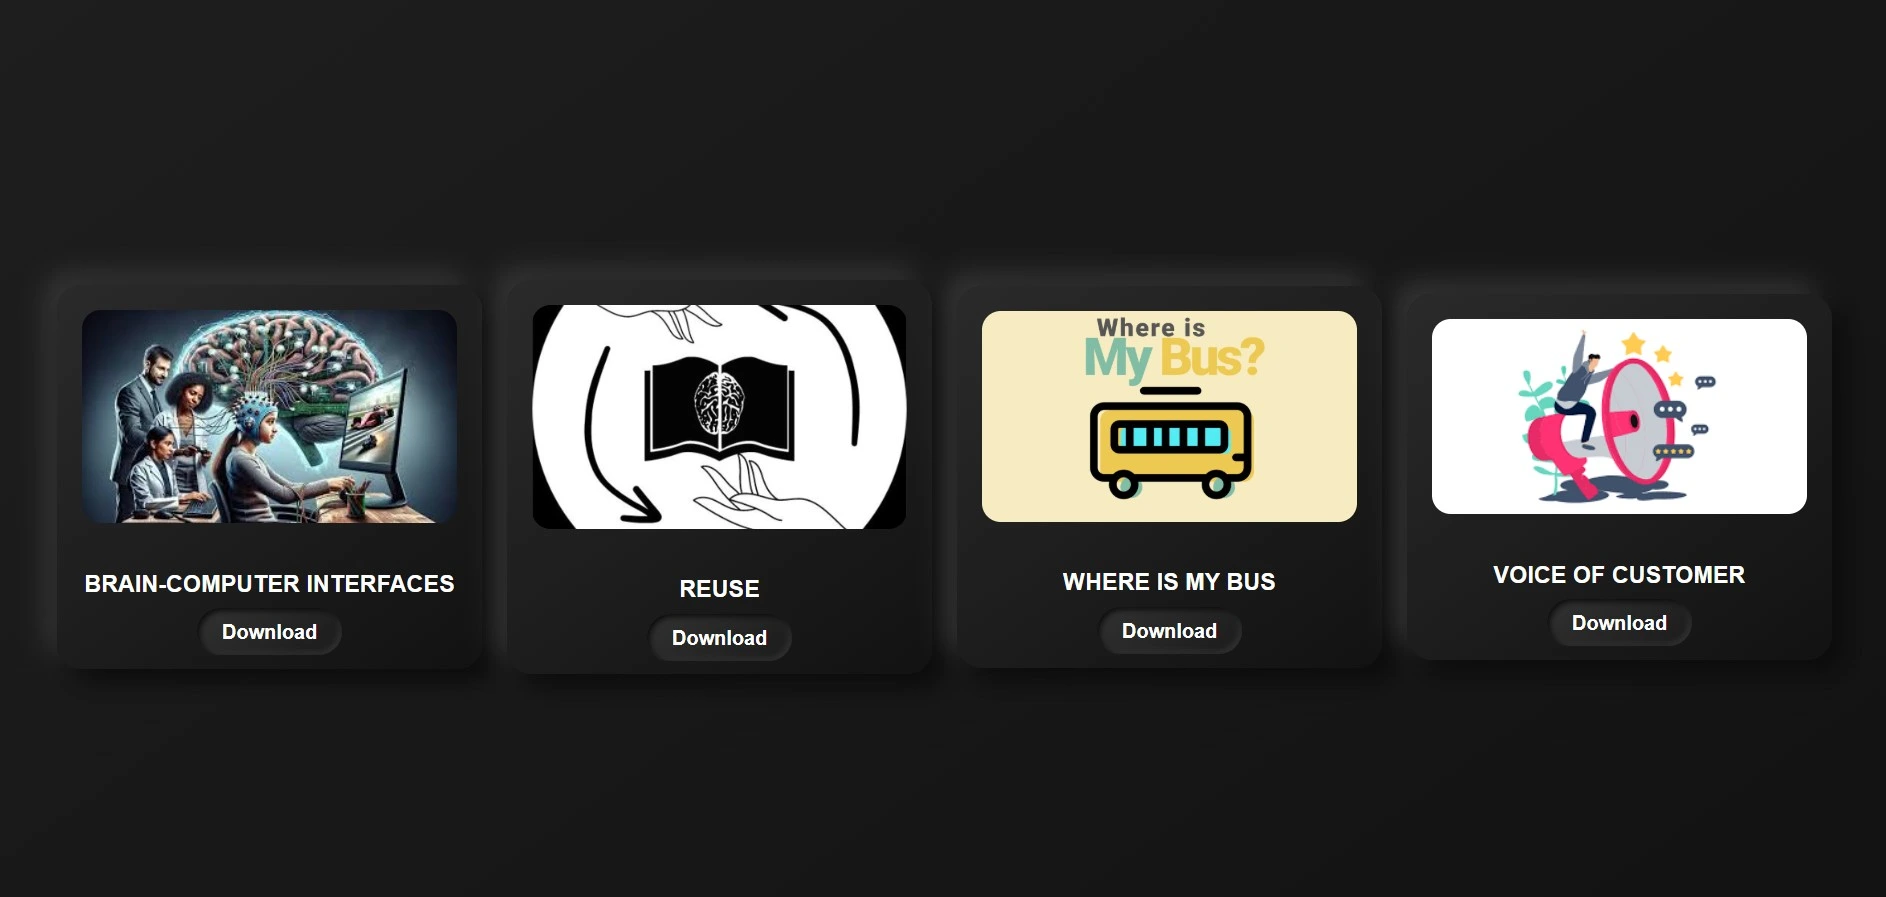 BRAIN-COMPUTER INTERFACES
Download
REUSE
Download
Where is
My Bus?
WHERE IS MY BUS
Download
VOICE OF CUSTOMER
Download